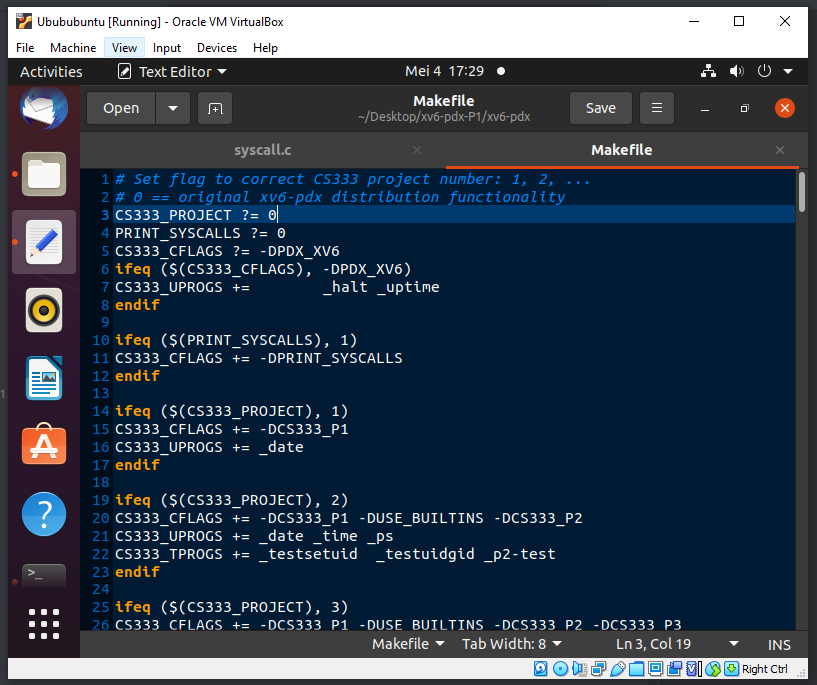 Ubububuntu [Running] - Oracle VM VirtualBox
File Machine View Input Devices Help
Activities Text Editor Mei 4 17:29
Open Makefile Save
~/Desktop/xv6-pdx-P1/xv6-pdx
syscall.c Makefile
1 # Set flag to correct CS333 project number: 1, 2, ...
2 # 0 == original xv6-pdx distribution functionality
3 CS333_PROJECT ?= 0
4 PRINT_SYSCALLS ?= 0
5 CS333_CFLAGS ?= -DPDX_XV6
6 ifeq ($(CS333_CFLAGS), -DPDX_XV6)
7 CS333_UPROGS += _halt _uptime
8 endif
9
10 ifeq ($(PRINT_SYSCALLS), 1)
11 CS333_CFLAGS += -DPRINT_SYSCALLS
12 endif
13
14 ifeq ($(CS333_PROJECT), 1)
15 CS333_CFLAGS += -DCS333_P1
16 CS333_UPROGS += _date
17 endif
18
19 ifeq ($(CS333_PROJECT), 2)
20 CS333_CFLAGS += -DCS333_P1 -DUSE_BUILTINS -DCS333_P2
21 CS333_UPROGS += _date _time _ps
22 CS333_TPROGS += _testsetuid _testuidgid _p2-test
23 endif
24
25 ifeq ($(CS333_PROJECT), 3)
26 CS333_CFLAGS += -DCS333_P1 -DUSE_BUILTINS -DCS333_P2 -DCS333_P3
Makefile Tab Width: 8 Ln 3, Col 19 INS
Right Ctrl